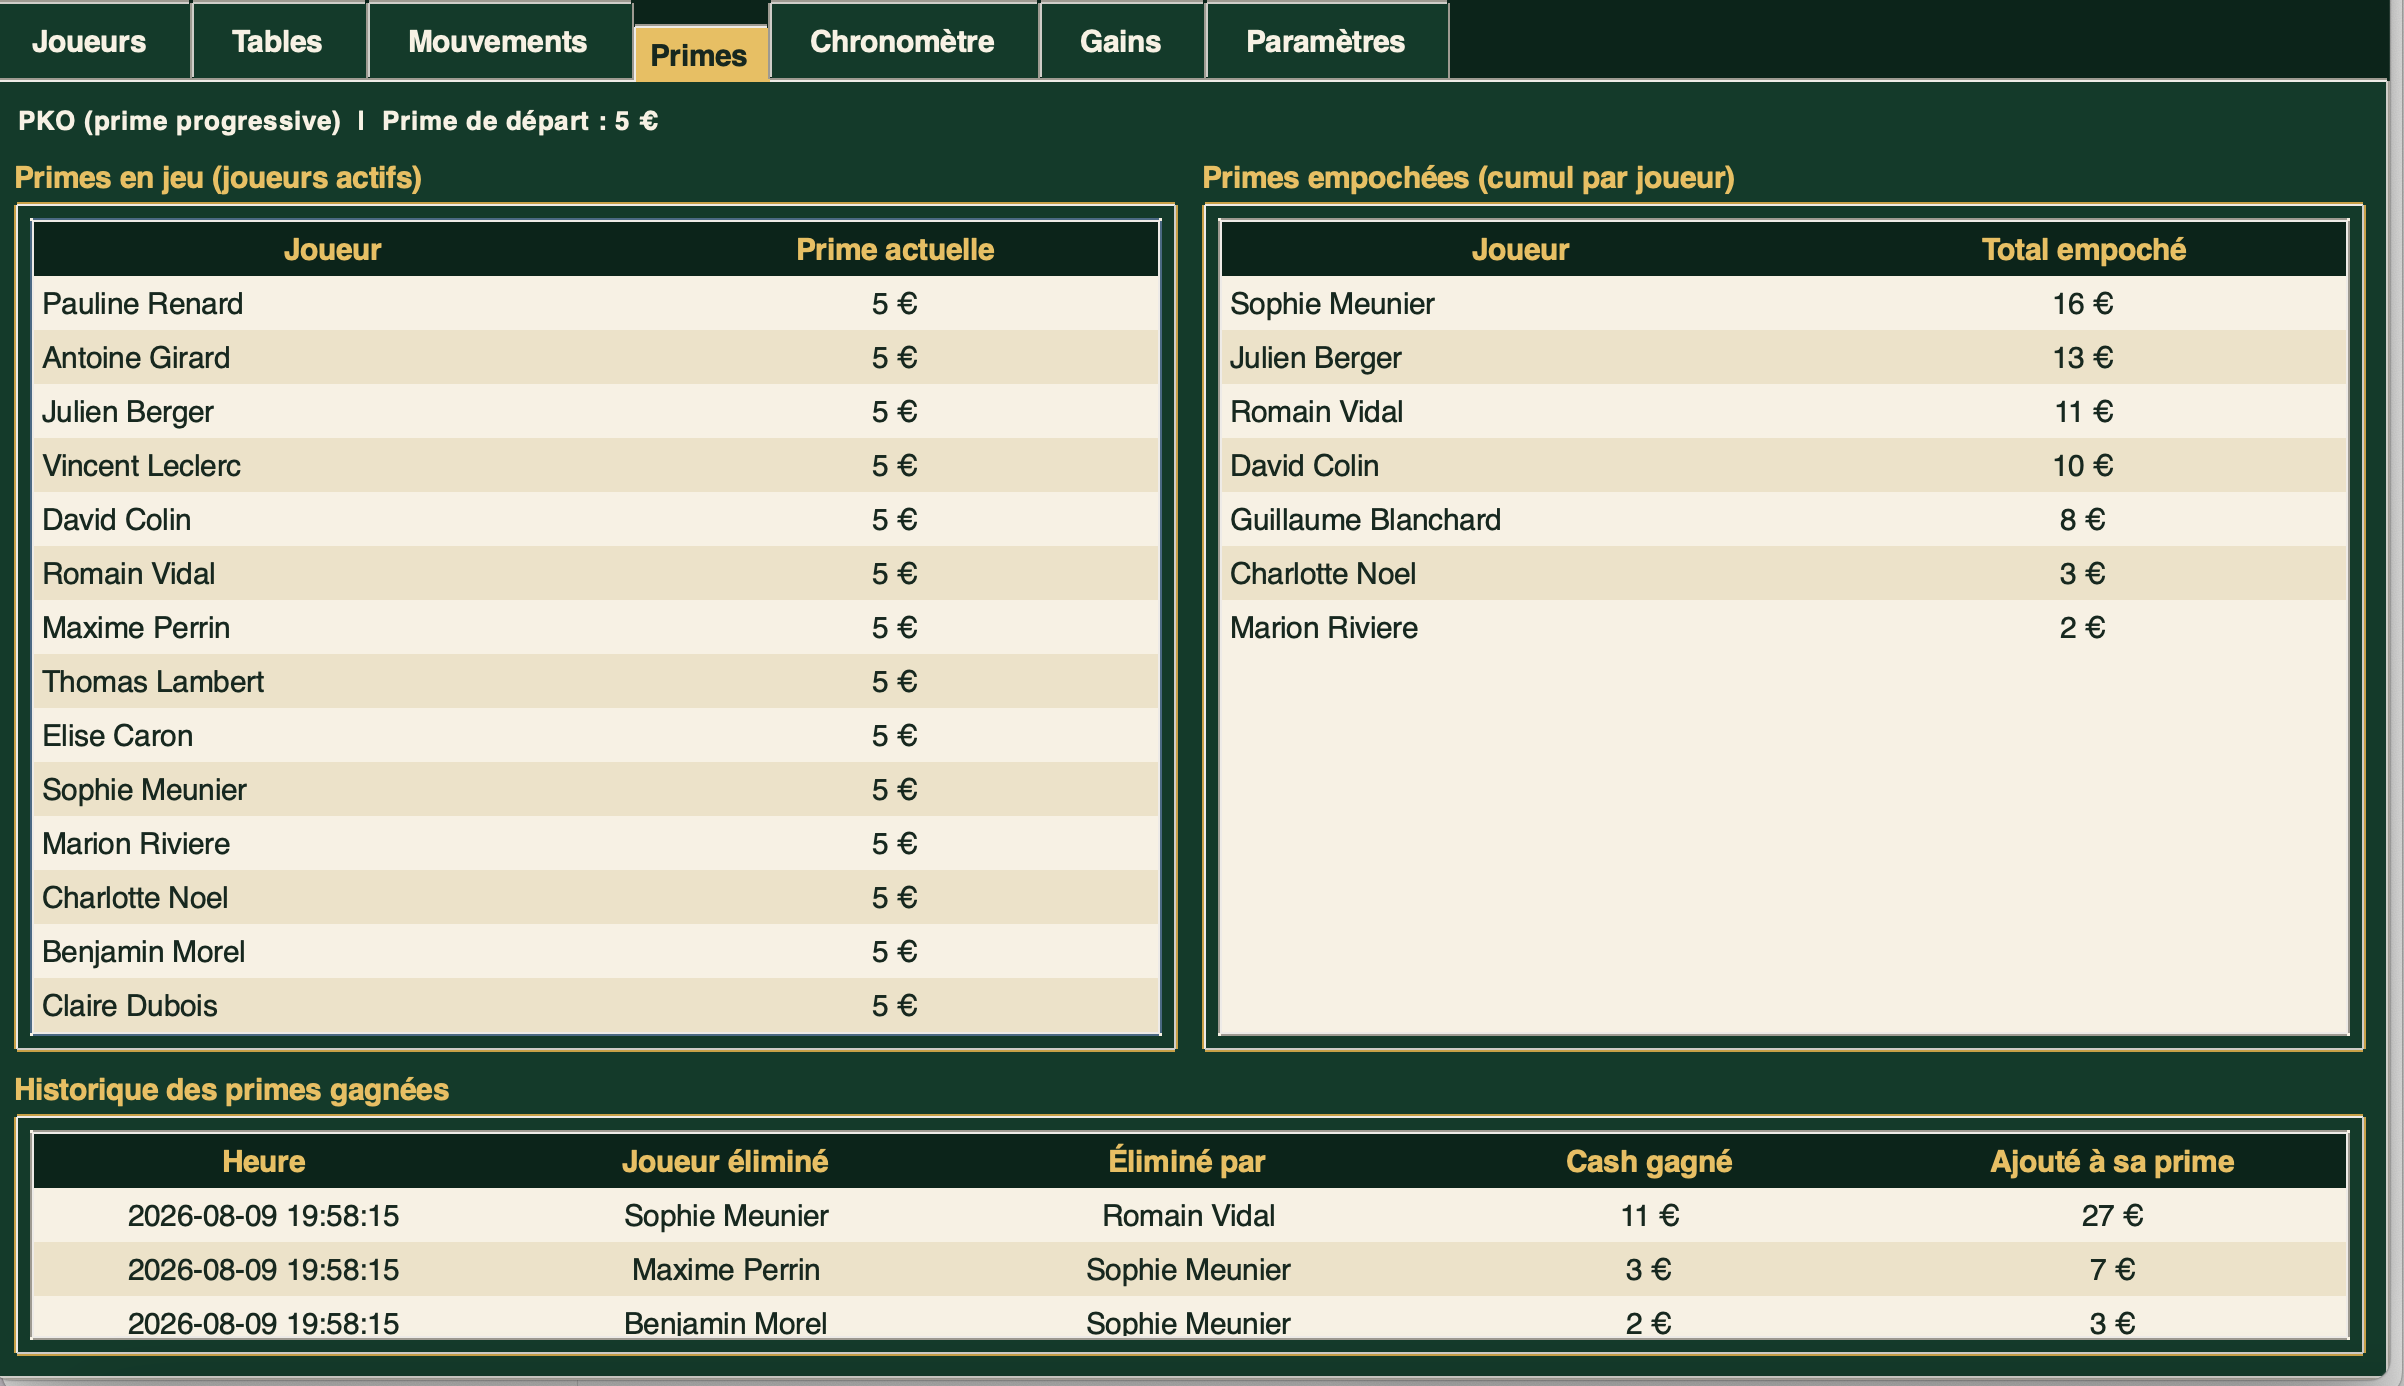 Joueurs Tables Mouvements Primes Chronomètre Gains Paramètres
PKO (prime progressive) | Prime de départ : 5 €
Primes en jeu (joueurs actifs)
Joueur Prime actuelle
Pauline Renard 5 €
Antoine Girard 5 €
Julien Berger 5 €
Vincent Leclerc 5 €
David Colin 5 €
Romain Vidal 5 €
Maxime Perrin 5 €
Thomas Lambert 5 €
Elise Caron 5 €
Sophie Meunier 5 €
Marion Riviere 5 €
Charlotte Noel 5 €
Benjamin Morel 5 €
Claire Dubois 5 €
Primes empochées (cumul par joueur)
Joueur Total empoché
Sophie Meunier 16 €
Julien Berger 13 €
Romain Vidal 11 €
David Colin 10 €
Guillaume Blanchard 8 €
Charlotte Noel 3 €
Marion Riviere 2 €
Historique des primes gagnées
Heure Joueur éliminé Éliminé par Cash gagné Ajouté à sa prime
2026-08-09 19:58:15 Sophie Meunier Romain Vidal 11 € 27 €
2026-08-09 19:58:15 Maxime Perrin Sophie Meunier 3 € 7 €
2026-08-09 19:58:15 Benjamin Morel Sophie Meunier 2 € 3 €